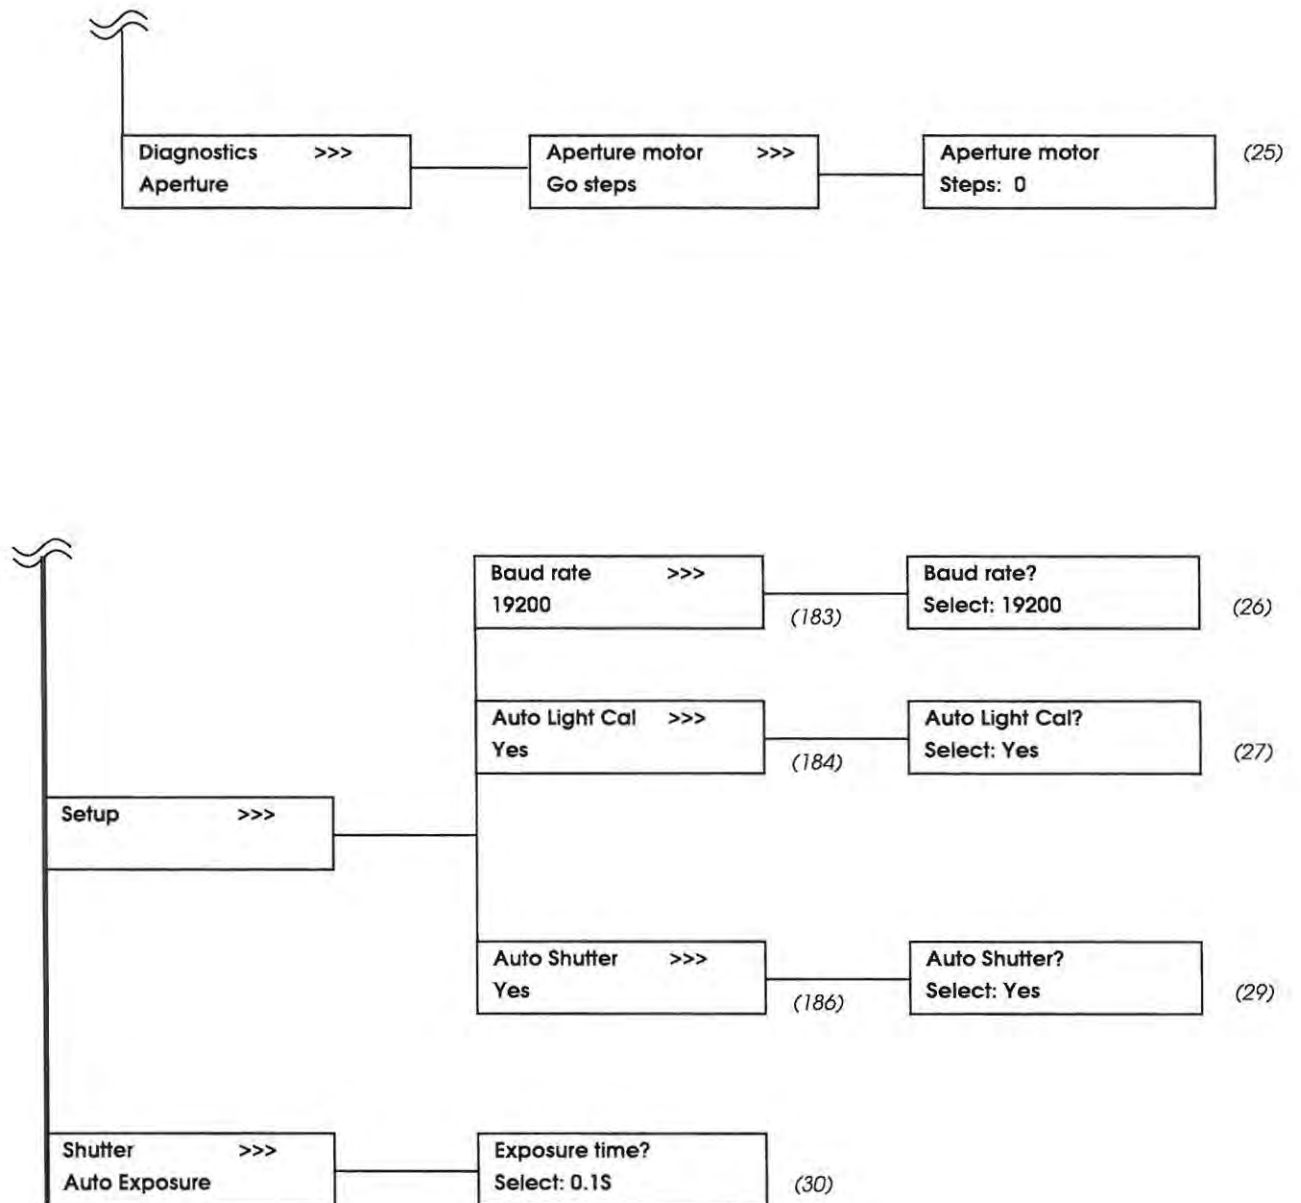 Diagnostics >>>
Aperture
Aperture motor >>>
Go steps
Aperture motor
Steps: 0
(25)
Baud rate >>>
19200
(183)
Baud rate?
Select: 19200
(26)
Auto Light Cal >>>
Yes
(184)
Auto Light Cal?
Select: Yes
(27)
Setup >>>
Auto Shutter >>>
Yes
(186)
Auto Shutter?
Select: Yes
(29)
Shutter >>>
Auto Exposure
Exposure time?
Select: 0.1S
(30)